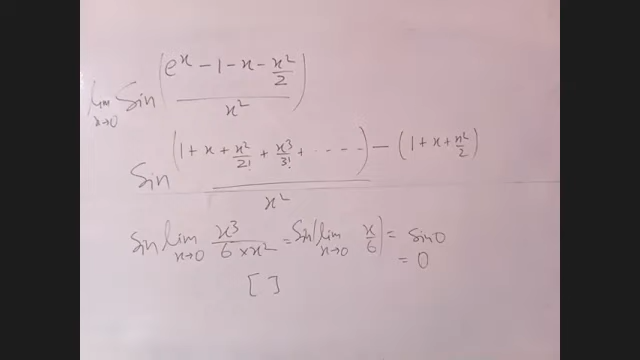 lim x→0 Sin ( (e^x − 1 − x − x²/2) / x² )
Sin ( (1 + x + x²/2! + x³/3! + - - - -) − (1 + x + x²/2) ) / x²
Sin lim x→0 x³ / (6 × x²) = Sin( lim x→0 x/6 ) = Sin 0
= 0
[ ]